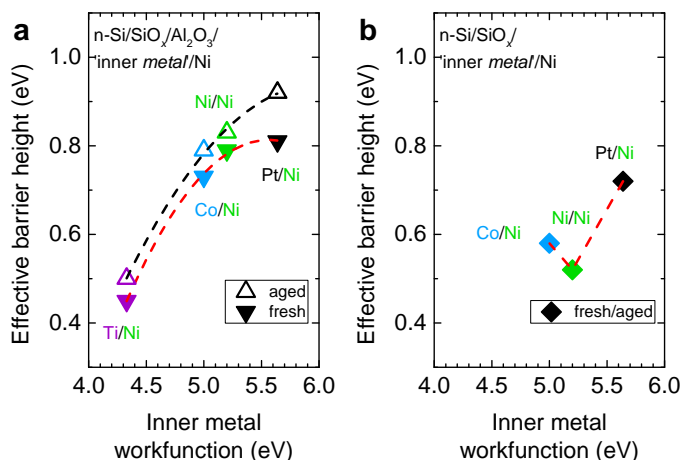 a
n-Si/SiOₓ/Al₂O₃/
'inner metal'/Ni
Ni/Ni
Pt/Ni
Co/Ni
Ti/Ni
aged
fresh
Effective barrier height (eV)
1.0
0.8
0.6
0.4
4.0 4.5 5.0 5.5 6.0
Inner metal
workfunction (eV)
b
n-Si/SiOₓ/
'inner metal'/Ni
Pt/Ni
Ni/Ni
Co/Ni
fresh/aged
Effective barrier height (eV)
1.0
0.8
0.6
0.4
4.0 4.5 5.0 5.5 6.0
Inner metal
workfunction (eV)